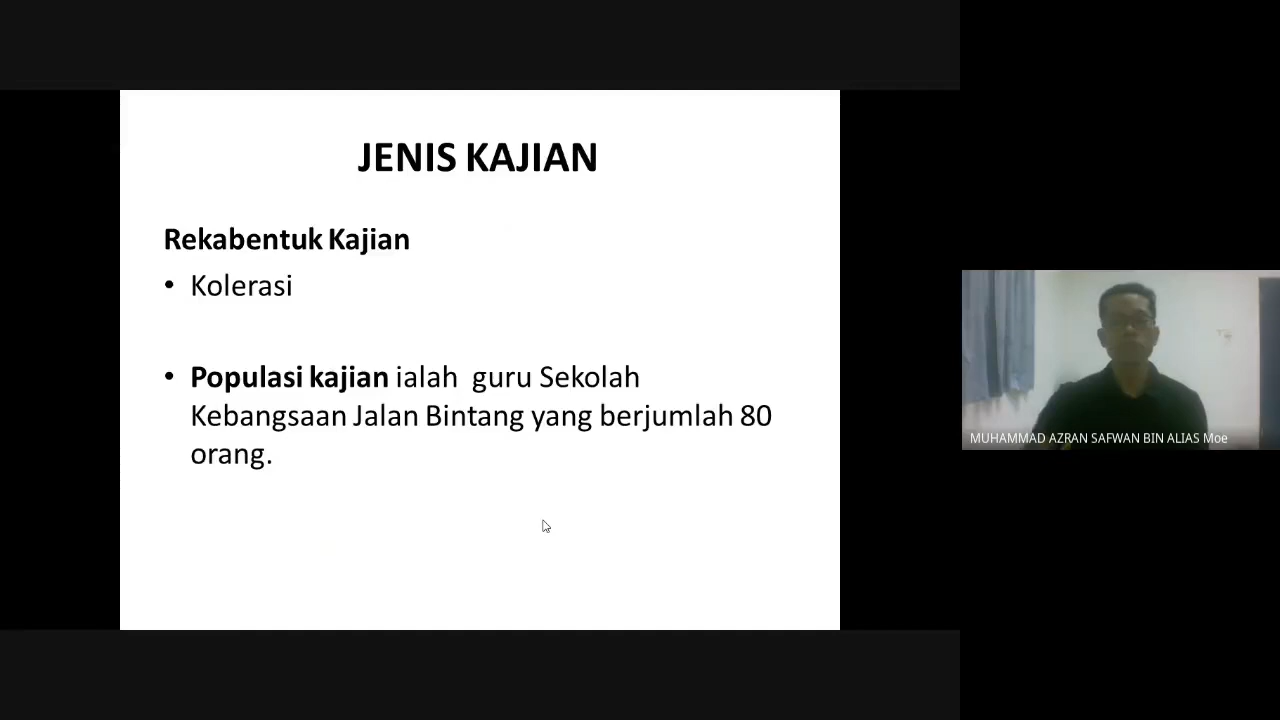 JENIS KAJIAN
Rekabentuk Kajian
• Kolerasi
• Populasi kajian ialah guru Sekolah
Kebangsaan Jalan Bintang yang berjumlah 80
orang.
MUHAMMAD AZRAN SAFWAN BIN ALIAS Moe